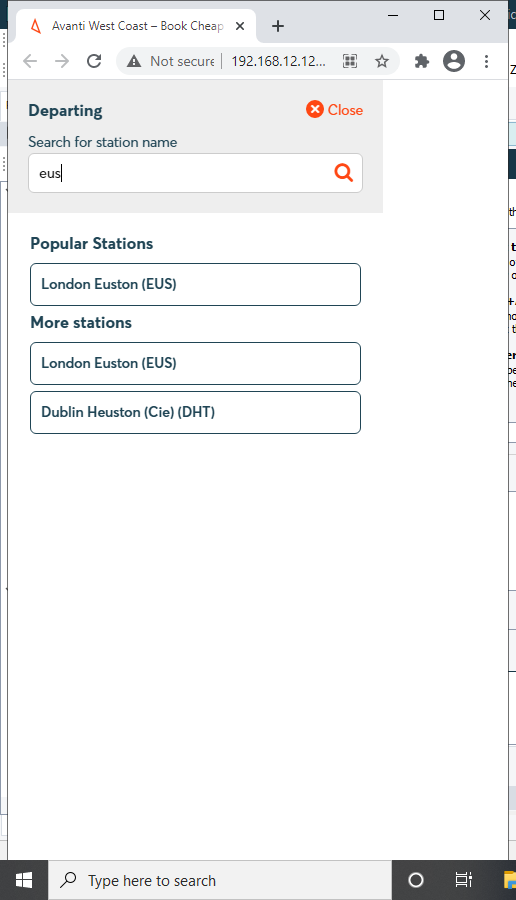 Avanti West Coast – Book Cheap
Not secure
192.168.12.12...
Departing
Close
Search for station name
eus
Popular Stations
London Euston (EUS)
More stations
London Euston (EUS)
Dublin Heuston (Cie) (DHT)
Type here to search